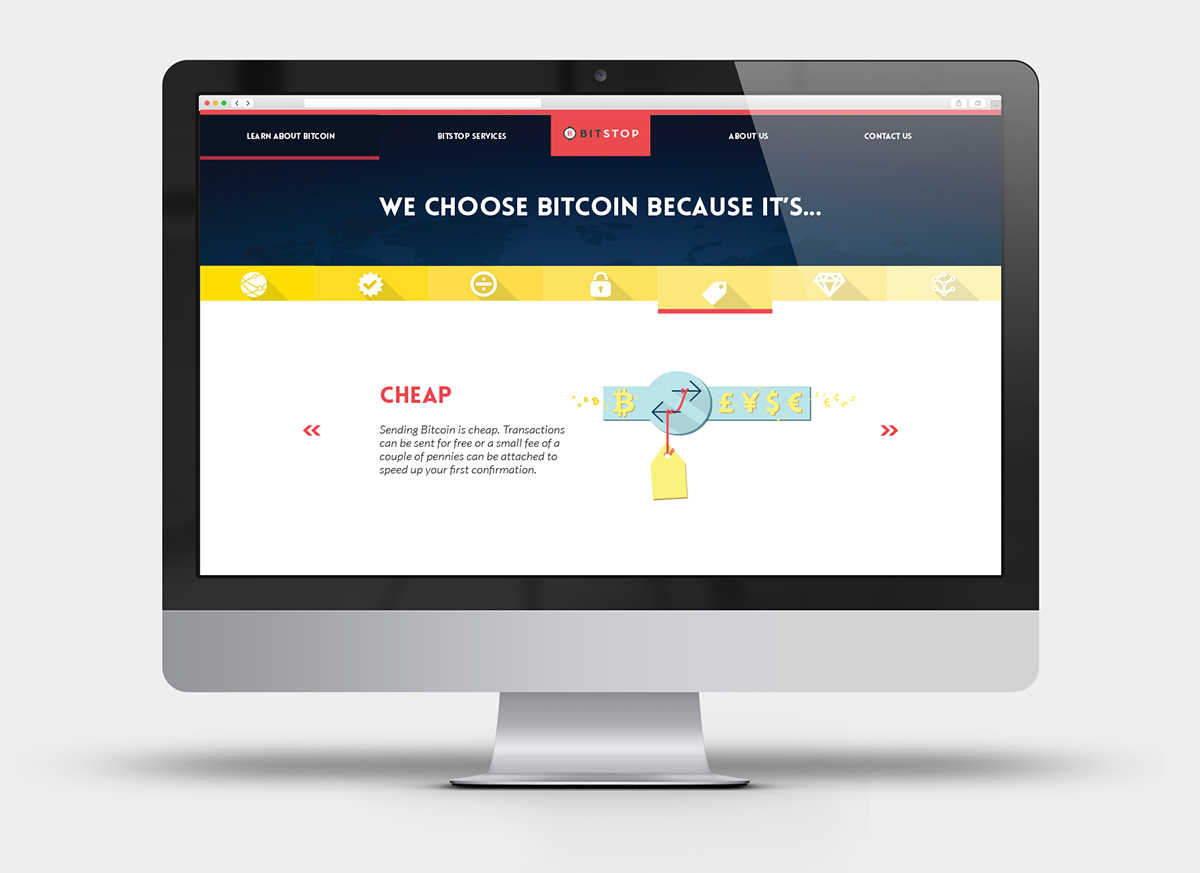 LEARN ABOUT BITCOIN
BITSTOP SERVICES
BITSTOP
ABOUT US
CONTACT US
WE CHOOSE BITCOIN BECAUSE IT'S...
CHEAP
Sending Bitcoin is cheap. Transactions
can be sent for free or a small fee of a
couple of pennies can be attached to
speed up your first confirmation.
₿ £ ¥ $ €